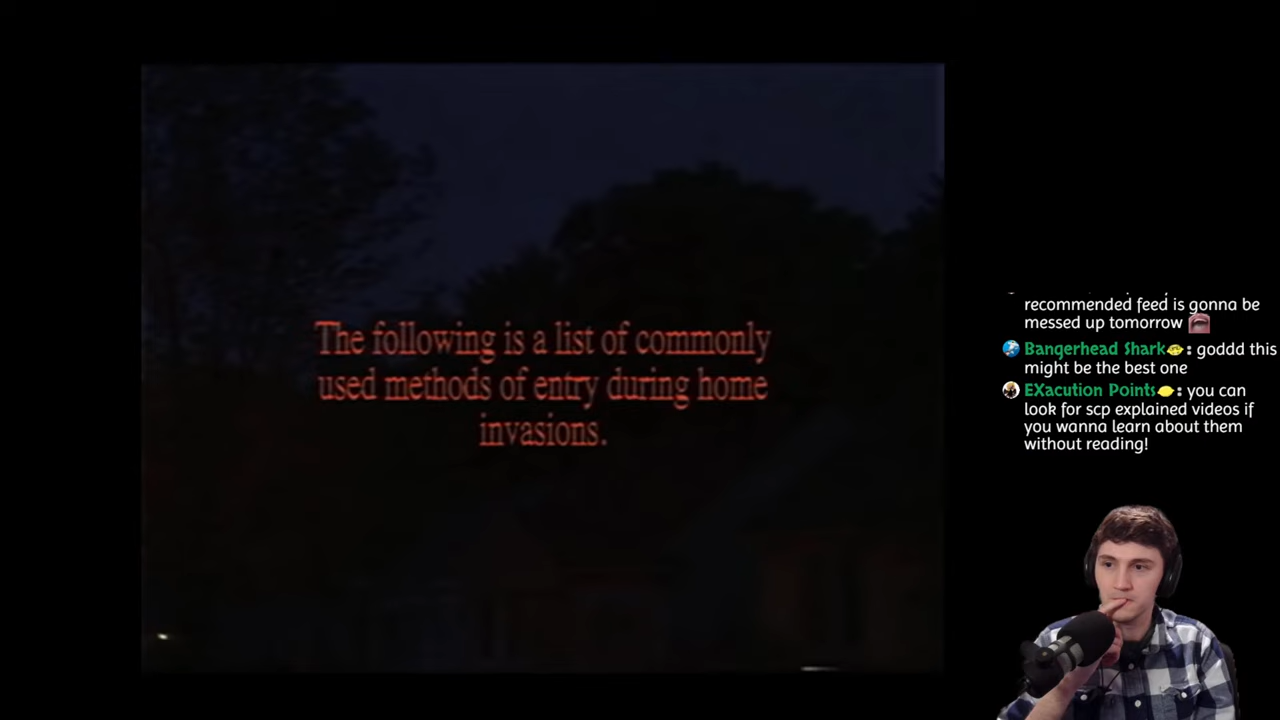 The following is a list of commonly
used methods of entry during home
invasions.
recommended feed is gonna be
messed up tomorrow
Bangerhead Shark: goddd this
might be the best one
EXacution Points: you can
look for scp explained videos if
you wanna learn about them
without reading!